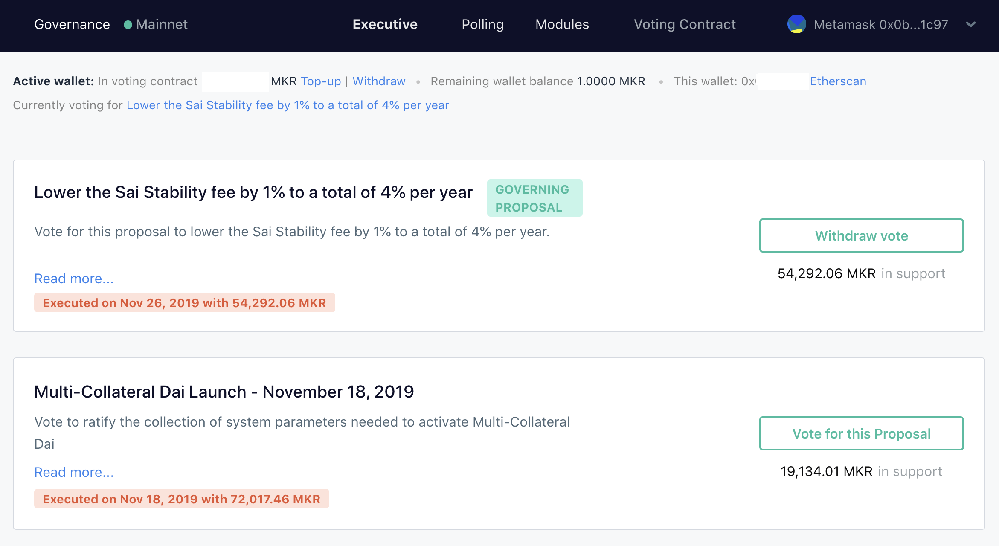 Governance Mainnet Executive Polling Modules Voting Contract Metamask 0x0b...1c97
Active wallet: In voting contract MKR Top-up | Withdraw • Remaining wallet balance 1.0000 MKR • This wallet: 0x Etherscan
Currently voting for Lower the Sai Stability fee by 1% to a total of 4% per year
Lower the Sai Stability fee by 1% to a total of 4% per year
GOVERNING
PROPOSAL
Vote for this proposal to lower the Sai Stability fee by 1% to a total of 4% per year.
Withdraw vote
54,292.06 MKR in support
Read more...
Executed on Nov 26, 2019 with 54,292.06 MKR
Multi-Collateral Dai Launch - November 18, 2019
Vote to ratify the collection of system parameters needed to activate Multi-Collateral
Dai
Vote for this Proposal
19,134.01 MKR in support
Read more...
Executed on Nov 18, 2019 with 72,017.46 MKR